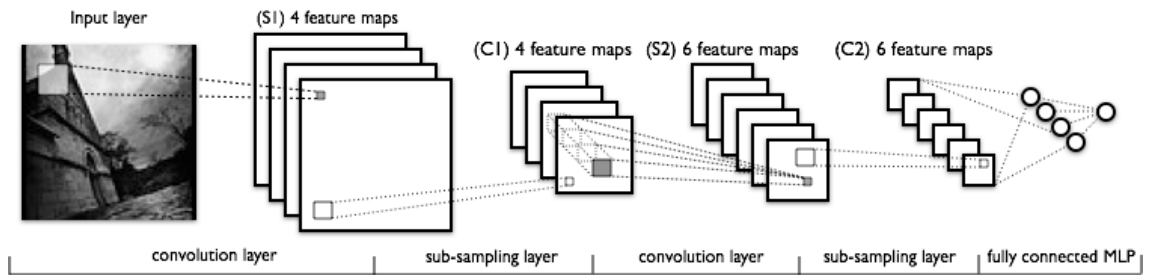 Input layer
(S1) 4 feature maps
(C1) 4 feature maps
(S2) 6 feature maps
(C2) 6 feature maps
convolution layer
sub-sampling layer
convolution layer
sub-sampling layer
fully connected MLP